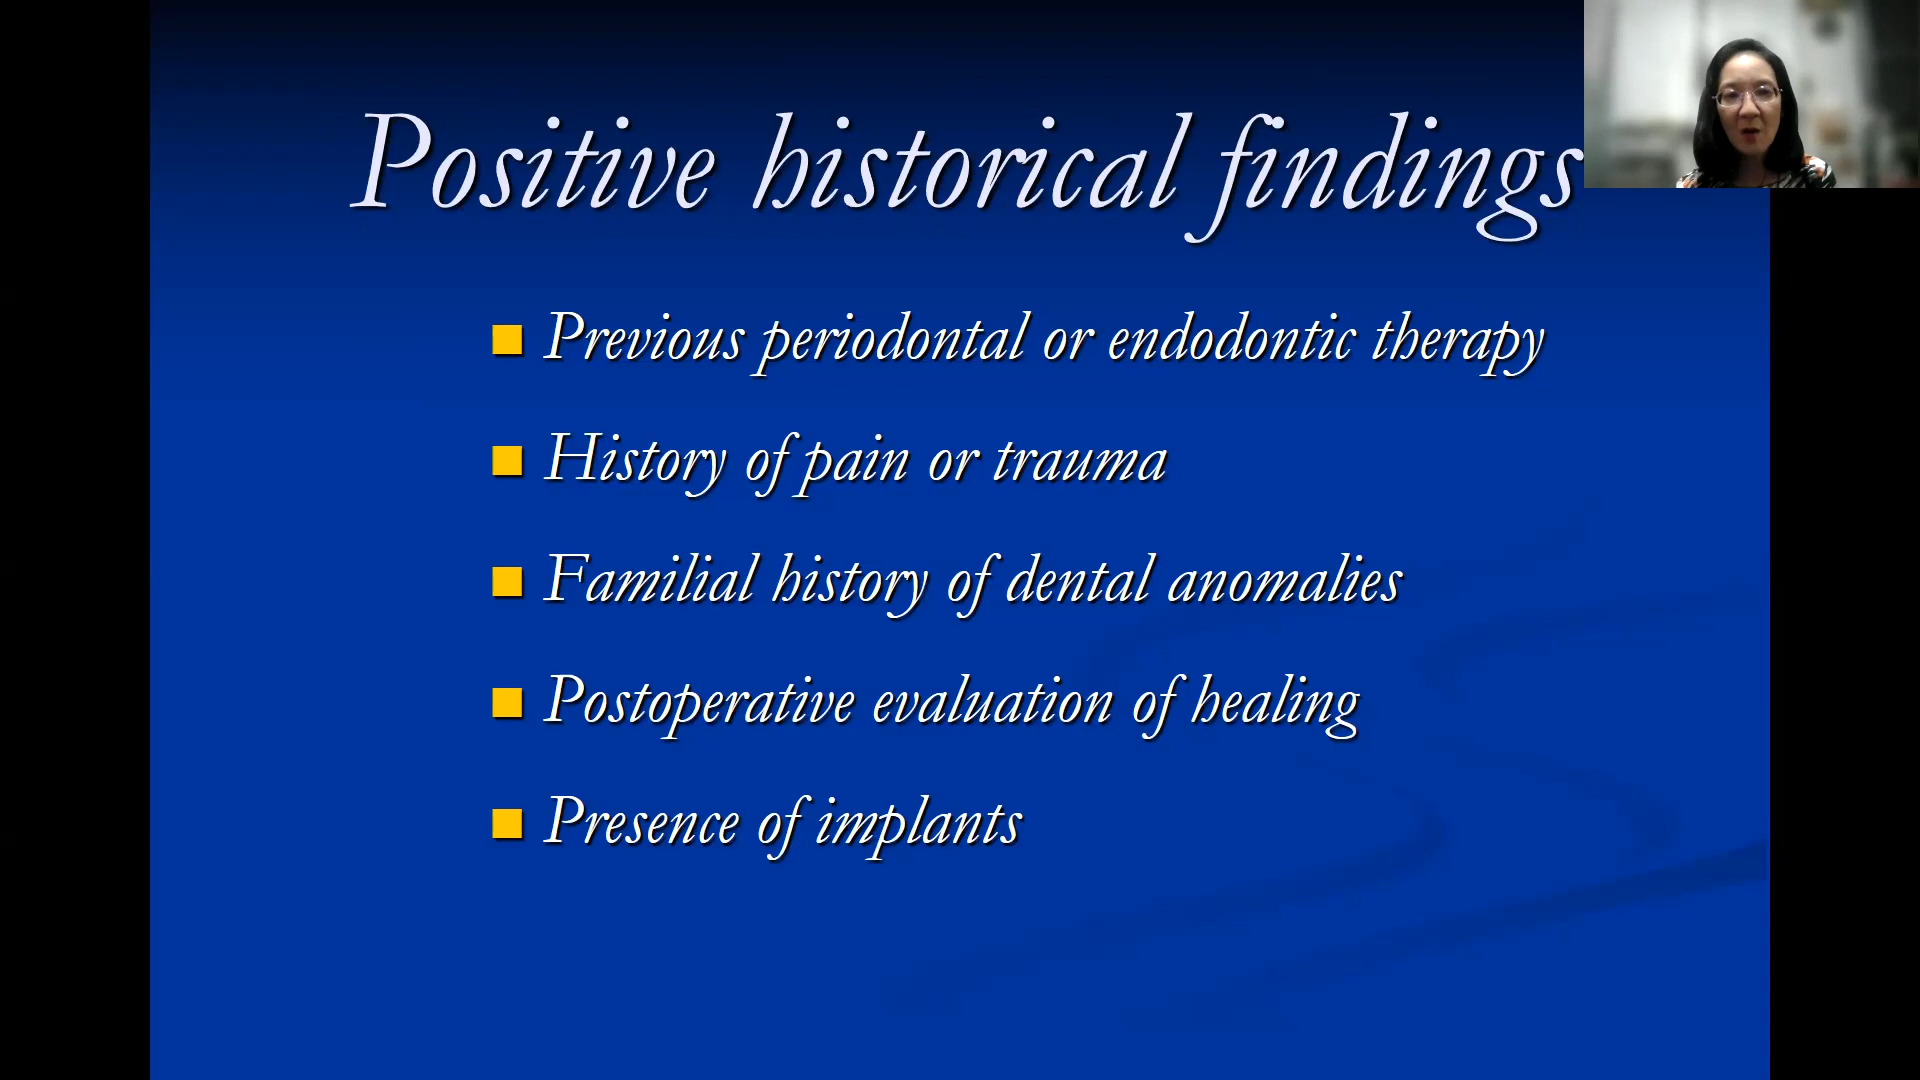 Positive historical findings
Previous periodontal or endodontic therapy
History of pain or trauma
Familial history of dental anomalies
Postoperative evaluation of healing
Presence of implants